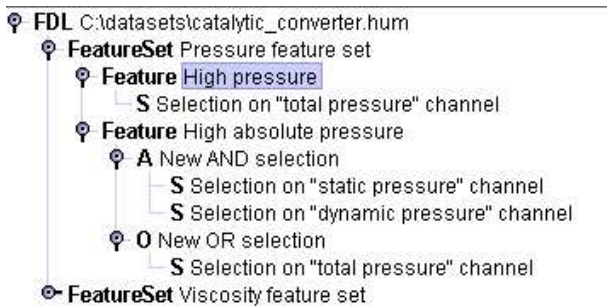 FDL C:\datasets\catalytic_converter.hum
FeatureSet Pressure feature set
Feature High pressure
S Selection on "total pressure" channel
Feature High absolute pressure
A New AND selection
S Selection on "static pressure" channel
S Selection on "dynamic pressure" channel
O New OR selection
S Selection on "total pressure" channel
FeatureSet Viscosity feature set